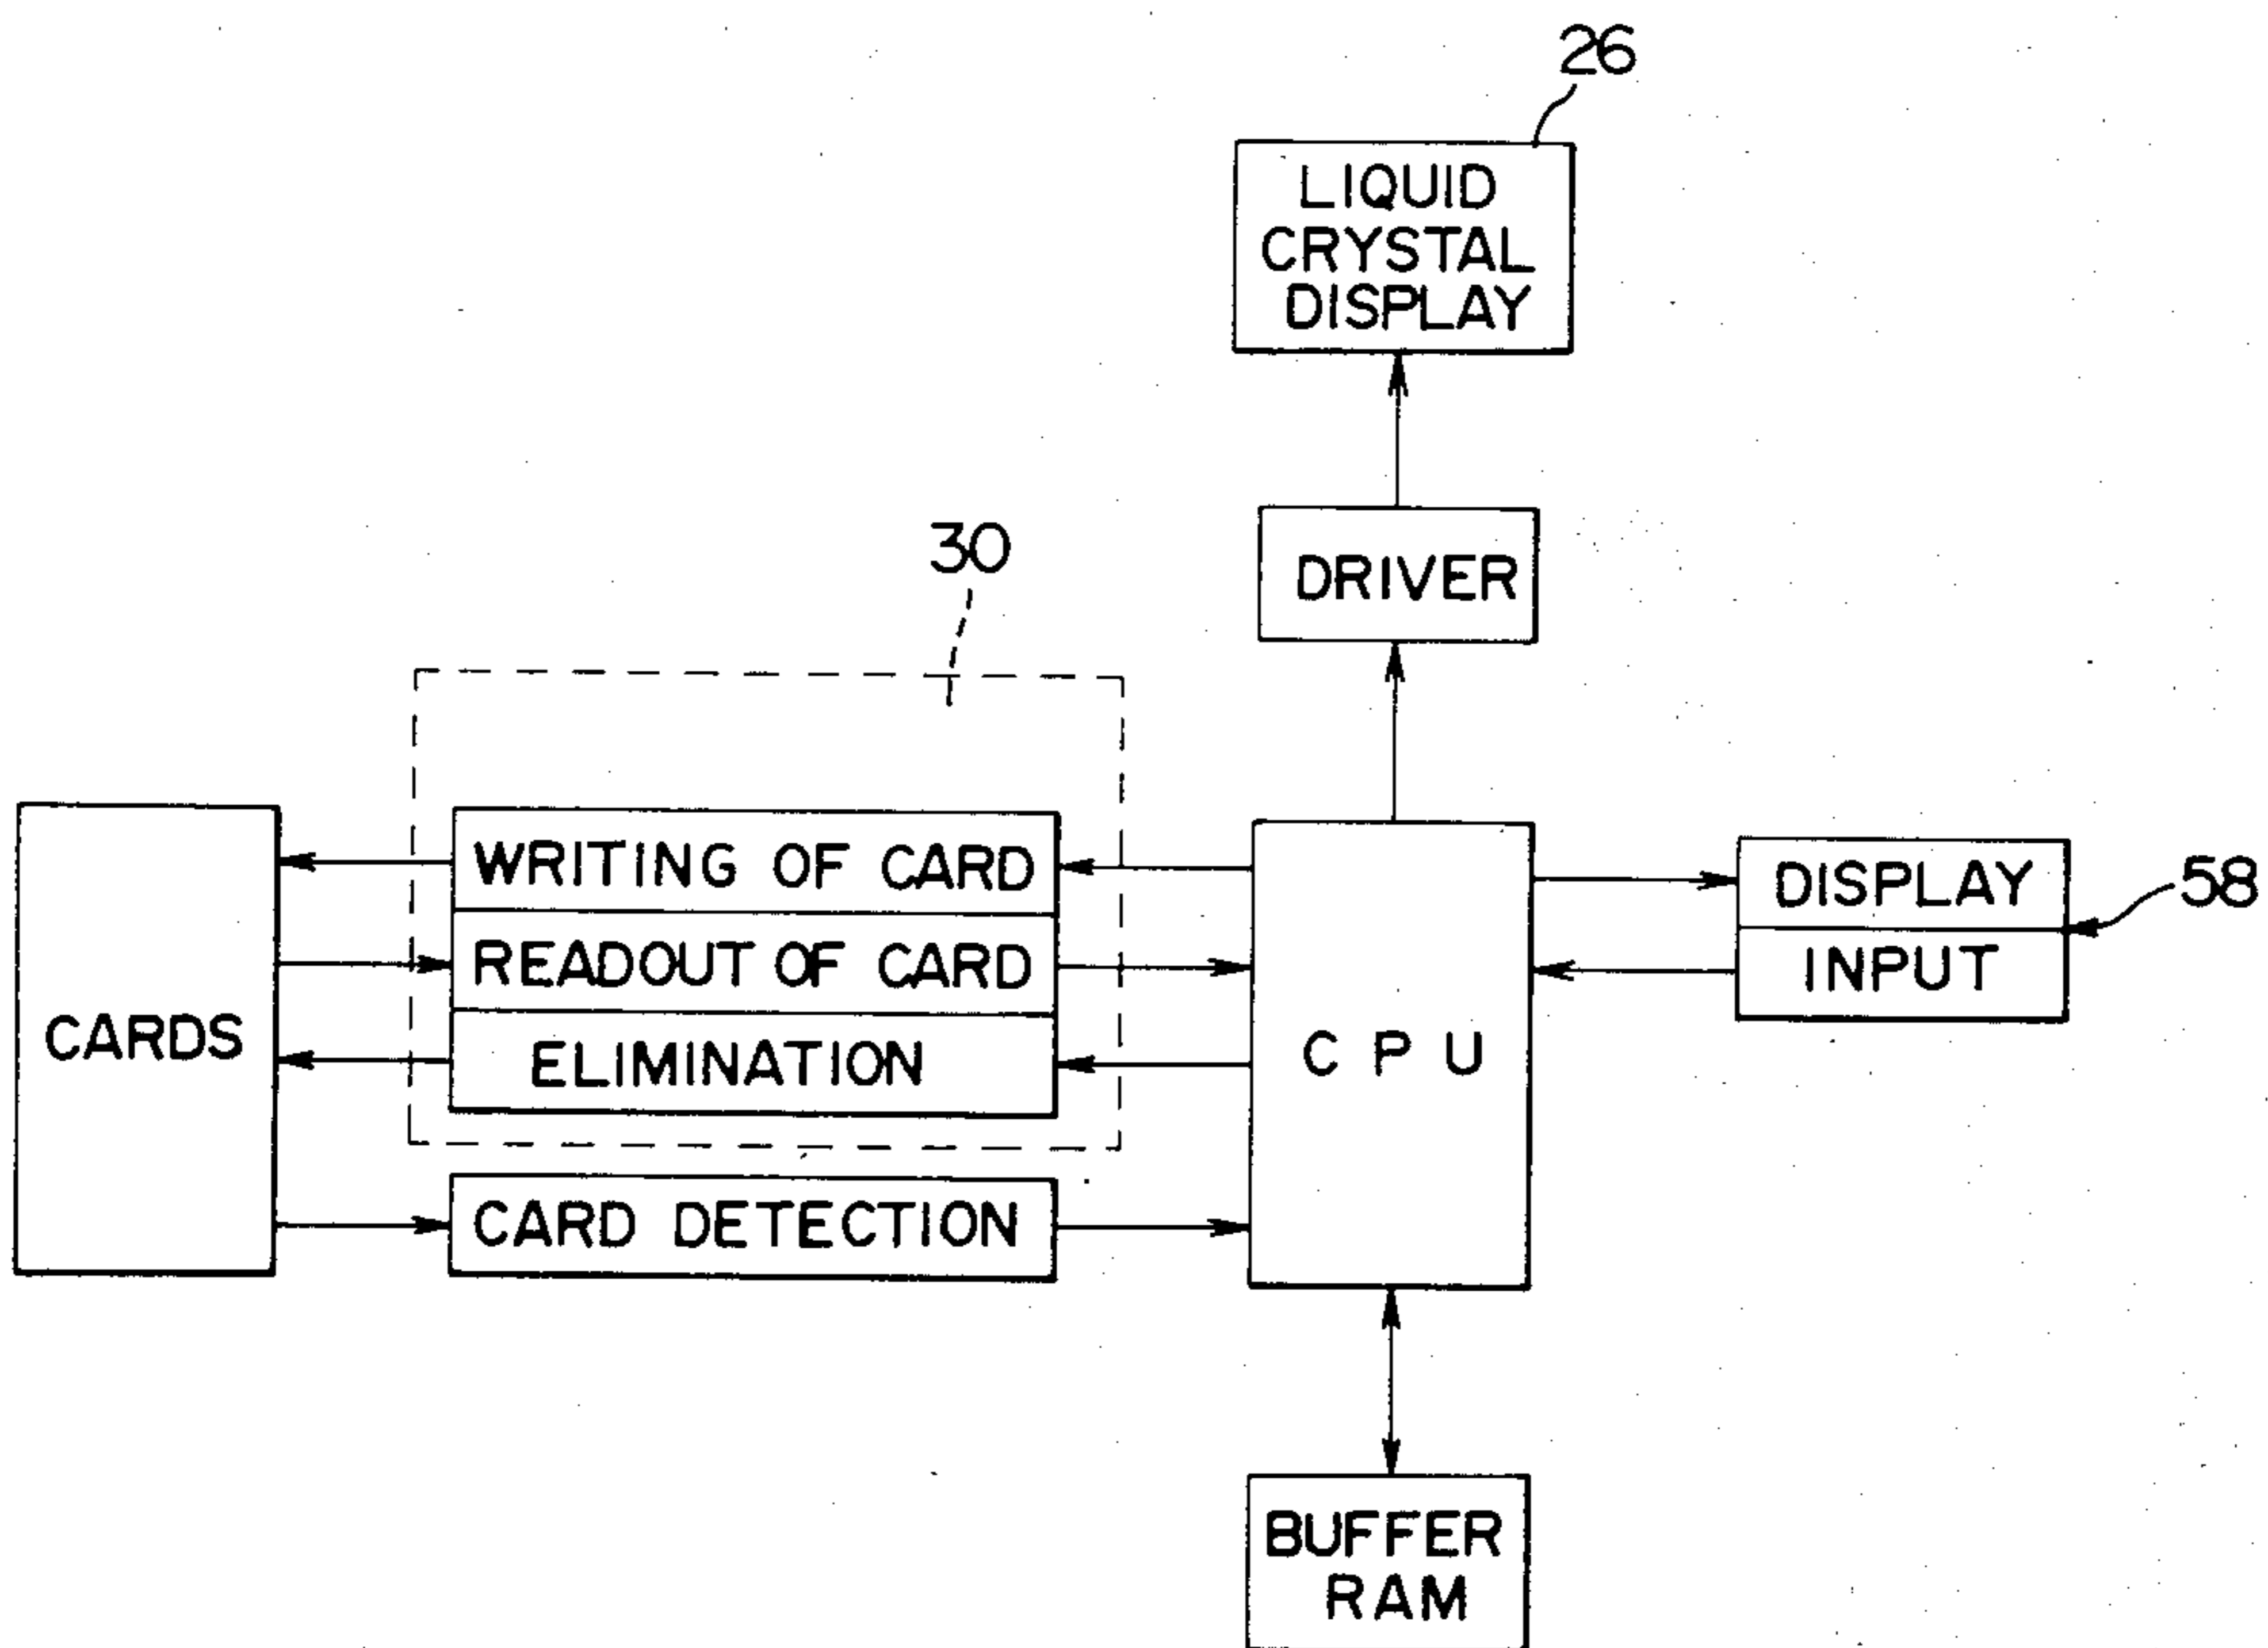 26
LIQUID
CRYSTAL
DISPLAY
30
DRIVER
WRITING OF CARD
READOUT OF CARD
ELIMINATION
CARDS
CARD DETECTION
C P U
DISPLAY
INPUT
58
BUFFER
RAM